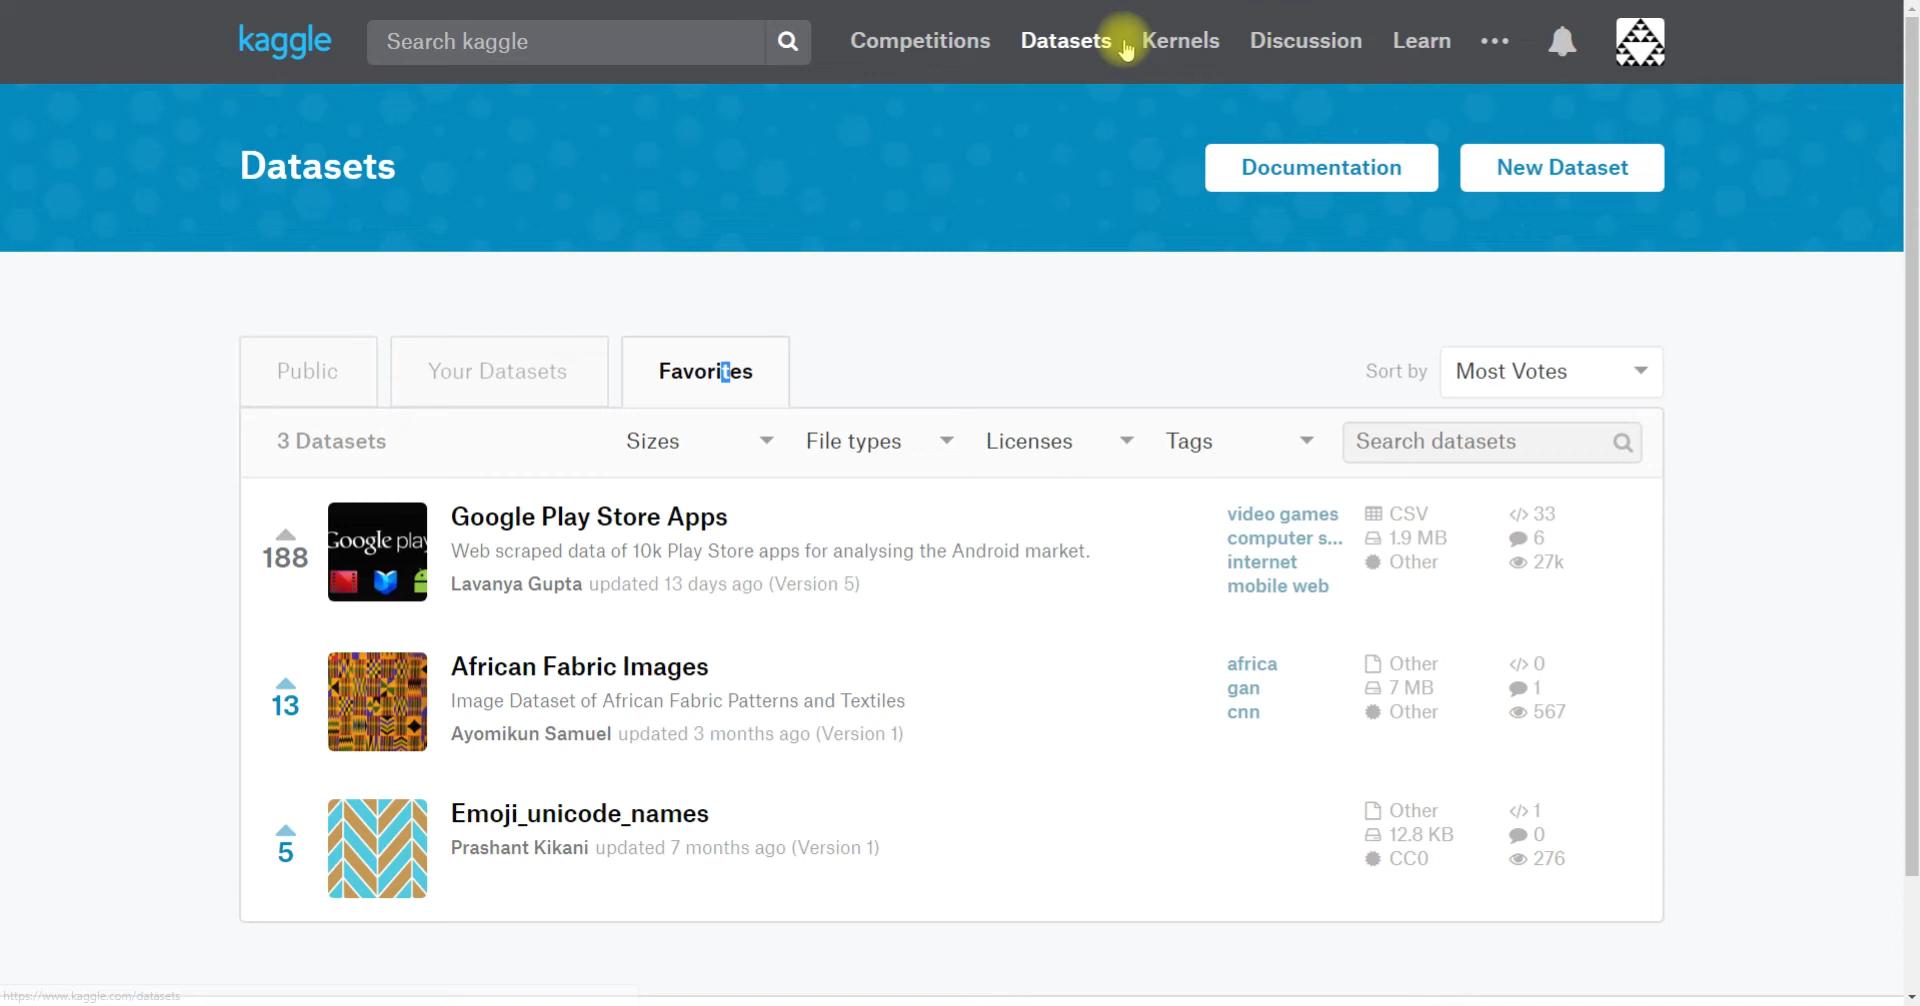 kaggle
Search kaggle
Competitions
Datasets
Kernels
Discussion
Learn
Datasets
Documentation
New Dataset
Public
Your Datasets
Favorites
Sort by
Most Votes
3 Datasets
Sizes
File types
Licenses
Tags
Search datasets
188
Google play
Google Play Store Apps
Web scraped data of 10k Play Store apps for analysing the Android market.
Lavanya Gupta updated 13 days ago (Version 5)
video games
computer s...
internet
mobile web
CSV
1.9 MB
Other
</> 33
6
27k
13
African Fabric Images
Image Dataset of African Fabric Patterns and Textiles
Ayomikun Samuel updated 3 months ago (Version 1)
africa
gan
cnn
Other
7 MB
Other
</> 0
1
567
5
Emoji_unicode_names
Prashant Kikani updated 7 months ago (Version 1)
Other
12.8 KB
CC0
</> 1
0
276
https://www.kaggle.com/datasets